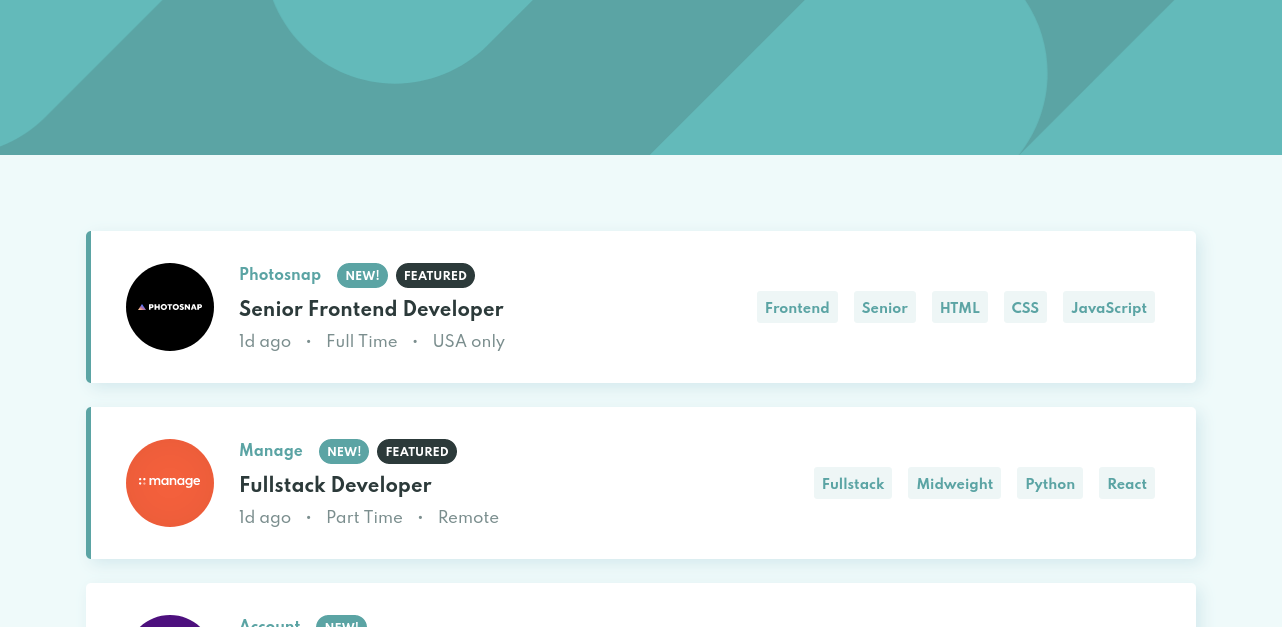 Photosnap NEW! FEATURED
PHOTOSNAP
Senior Frontend Developer
1d ago • Full Time • USA only
Frontend Senior HTML CSS JavaScript
Manage NEW! FEATURED
manage
Fullstack Developer
1d ago • Part Time • Remote
Fullstack Midweight Python React
Account NEW!